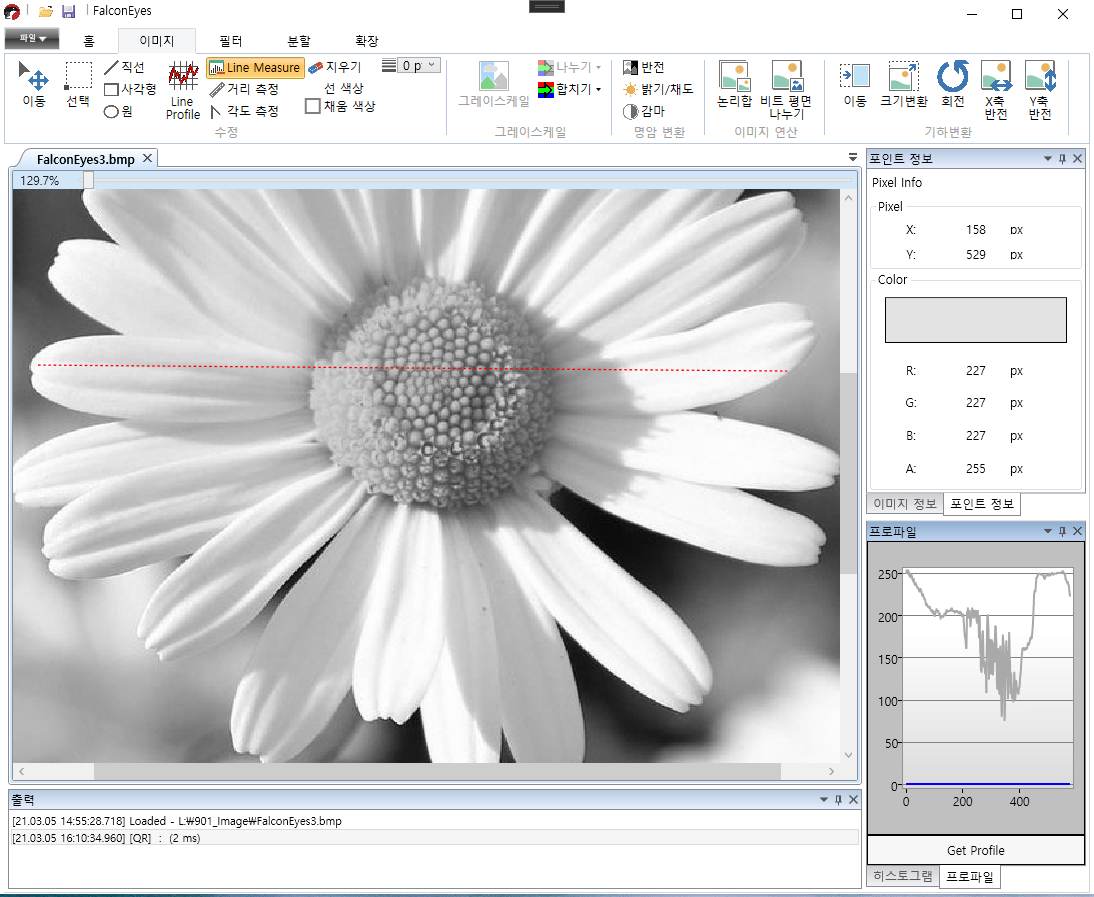 FalconEyes
파일
홈
이미지
필터
분할
확장
이동
선택
직선
사각형
원
Line
Profile
Line Measure
거리 측정
각도 측정
지우기
선 색상
채움 색상
0 p
수정
그레이스케일
나누기
합치기
그레이스케일
반전
밝기/채도
감마
명암 변환
논리합
비트 평면
나누기
이미지 연산
이동
크기변환
회전
X축
반전
Y축
반전
기하변환
FalconEyes3.bmp
129.7%
포인트 정보
Pixel Info
Pixel
X: 158 px
Y: 529 px
Color
R: 227 px
G: 227 px
B: 227 px
A: 255 px
이미지 정보
포인트 정보
프로파일
250
200
150
100
50
0
0 200 400
Get Profile
히스토그램
프로파일
출력
[21.03.05 14:55:28.718] Loaded - L:₩901_Image₩FalconEyes3.bmp
[21.03.05 16:10:34.960] [QR] : (2 ms)